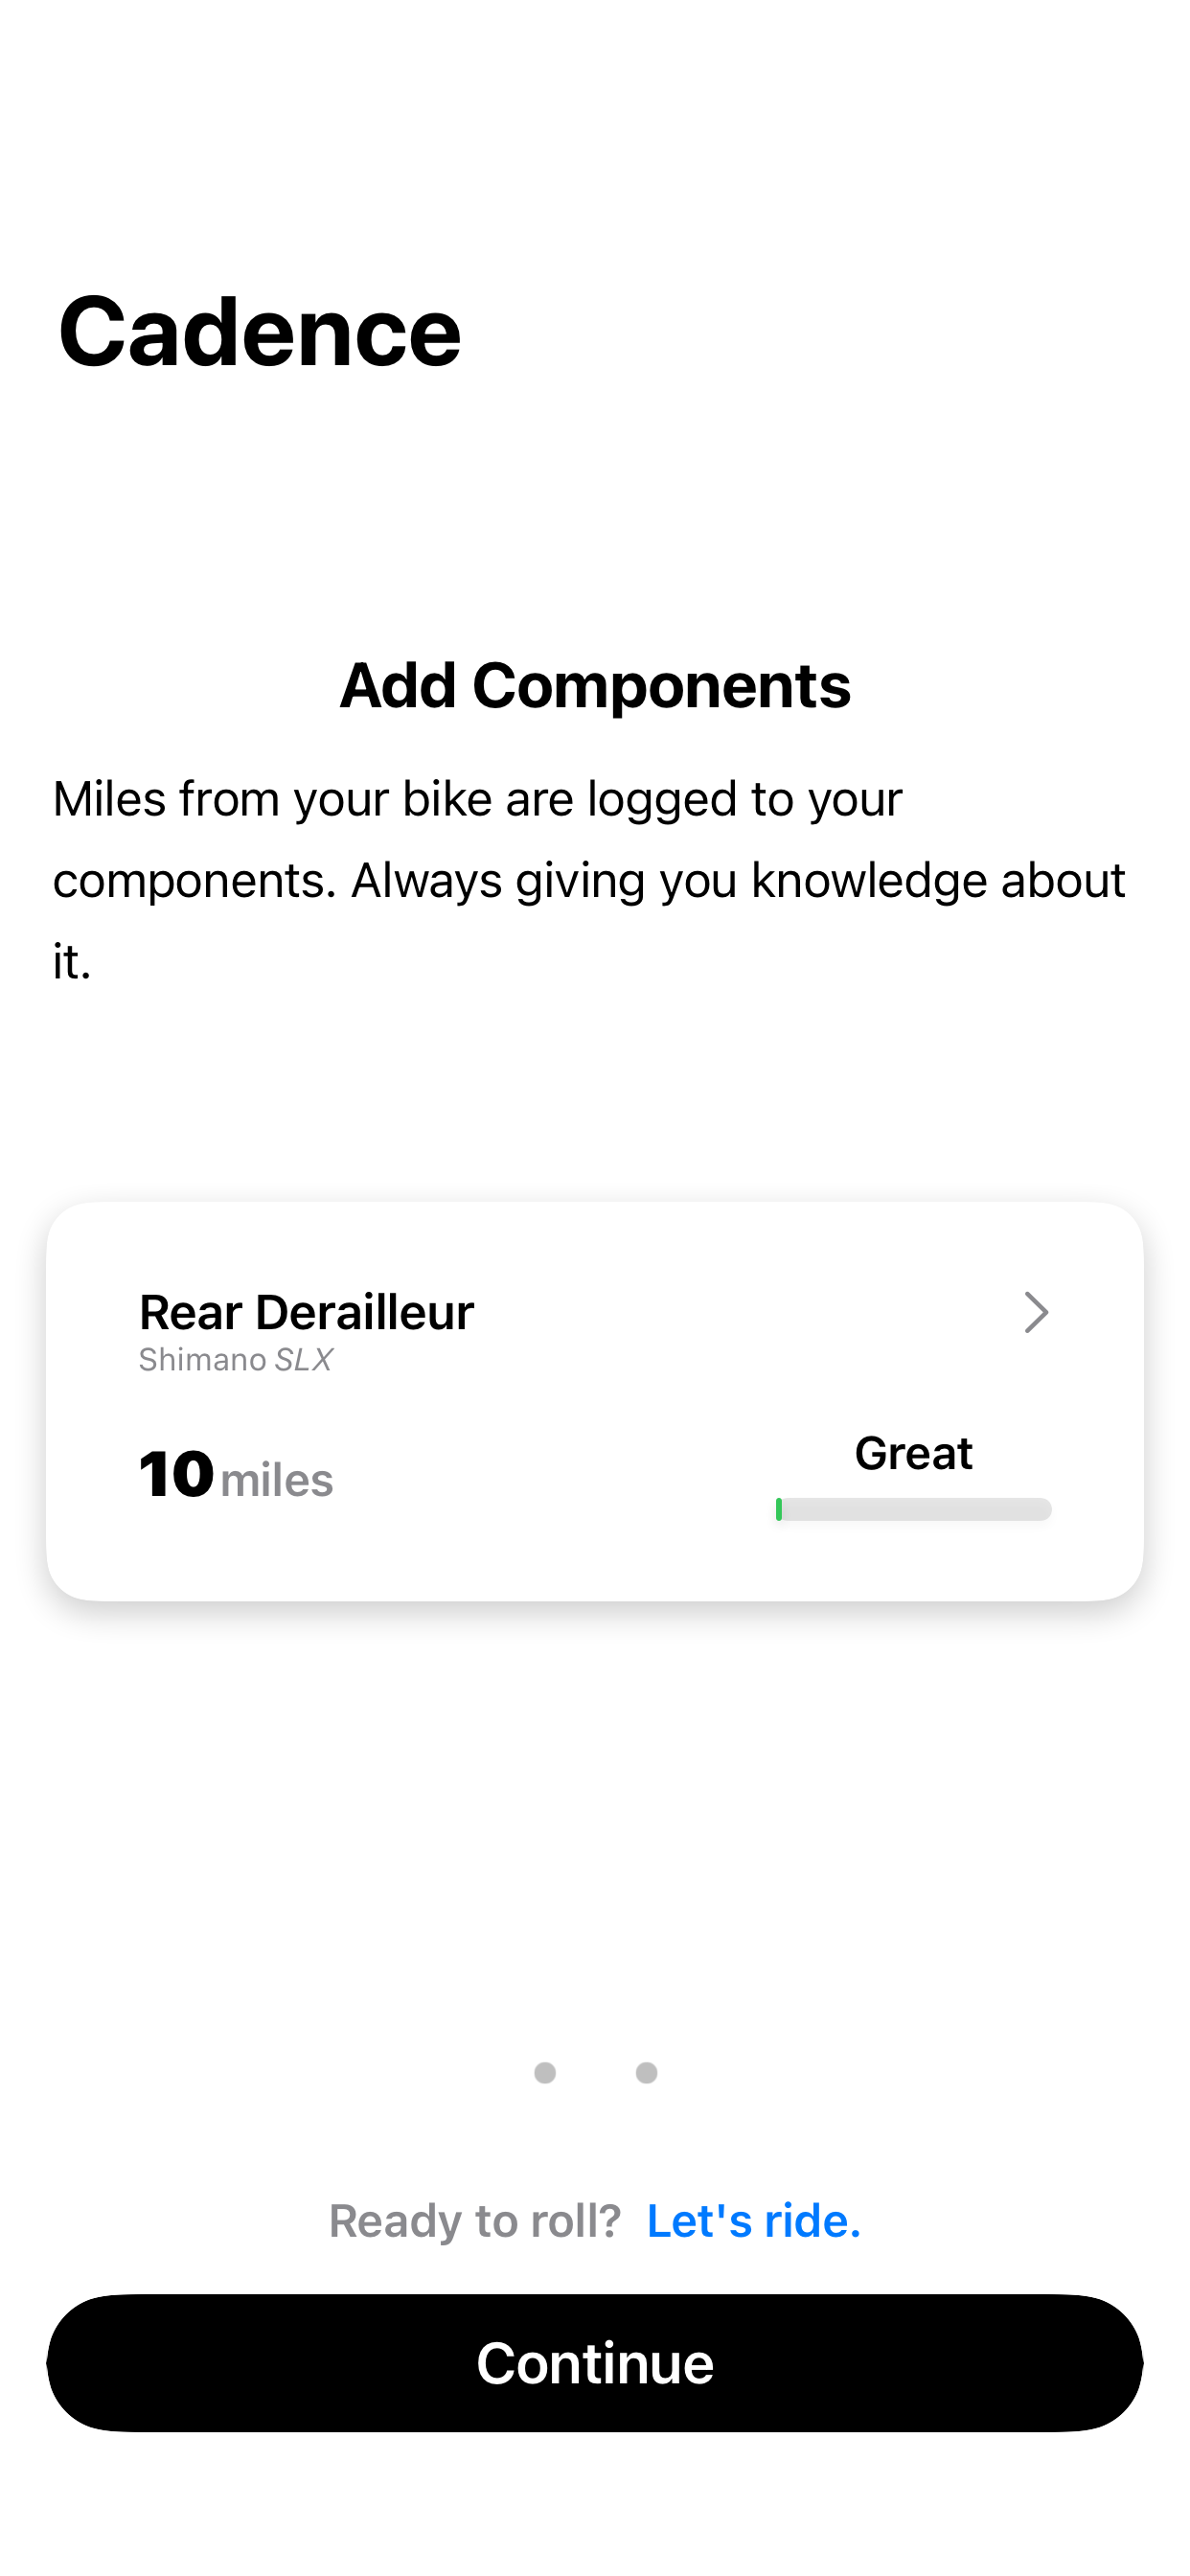 Cadence
Add Components
Miles from your bike are logged to your
components. Always giving you knowledge about
it.
Rear Derailleur
Shimano SLX
10 miles
Great
Ready to roll? Let's ride.
Continue